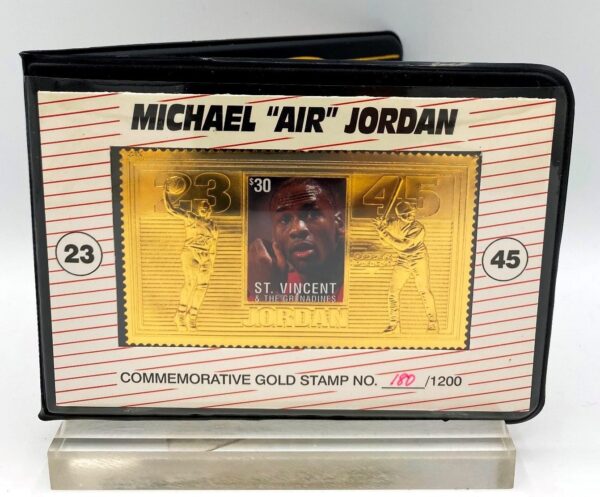 MICHAEL "AIR" JORDAN
23 45
$30
ST. VINCENT
& THE GRENADINES
JORDAN
23
45
COMMEMORATIVE GOLD STAMP NO. 180 /1200